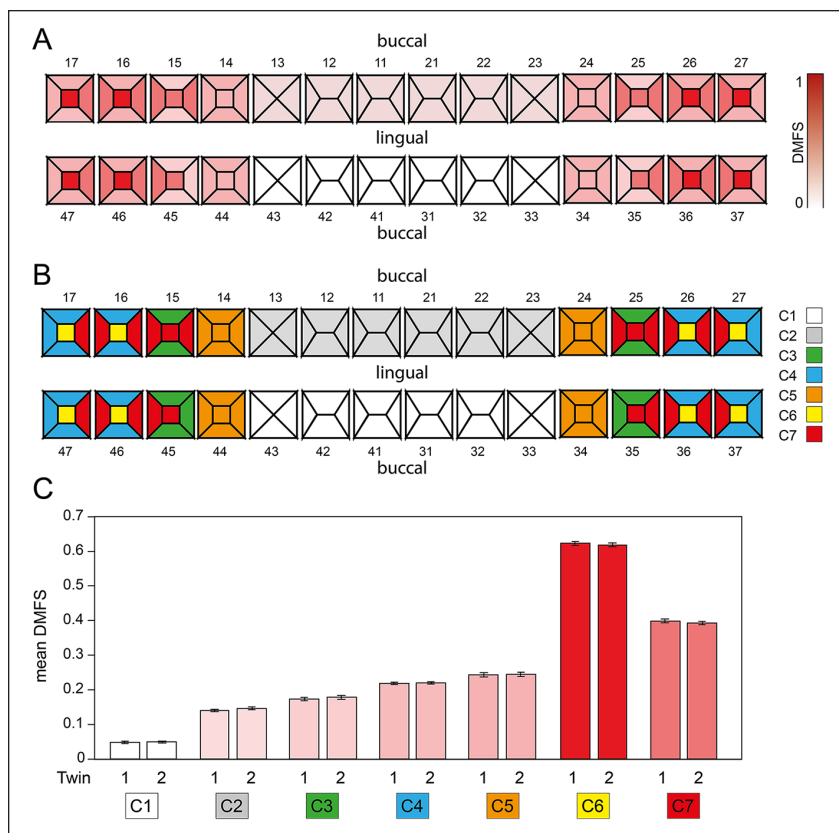 A
buccal
17 16 15 14 13 12 11 21 22 23 24 25 26 27
lingual
47 46 45 44 43 42 41 31 32 33 34 35 36 37
buccal
1
DMFS
0
B
buccal
17 16 15 14 13 12 11 21 22 23 24 25 26 27
lingual
47 46 45 44 43 42 41 31 32 33 34 35 36 37
buccal
C1
C2
C3
C4
C5
C6
C7
C
mean DMFS
0.7
0.6
0.5
0.4
0.3
0.2
0.1
0
Twin 1 2 1 2 1 2 1 2 1 2 1 2 1 2
C1 C2 C3 C4 C5 C6 C7